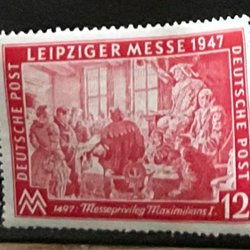 LEIPZIGER MESSE 1947
DEUTSCHE POST
DEUTSCHE POST
MM
1497 · Messeprivileg Maximilians I.
12